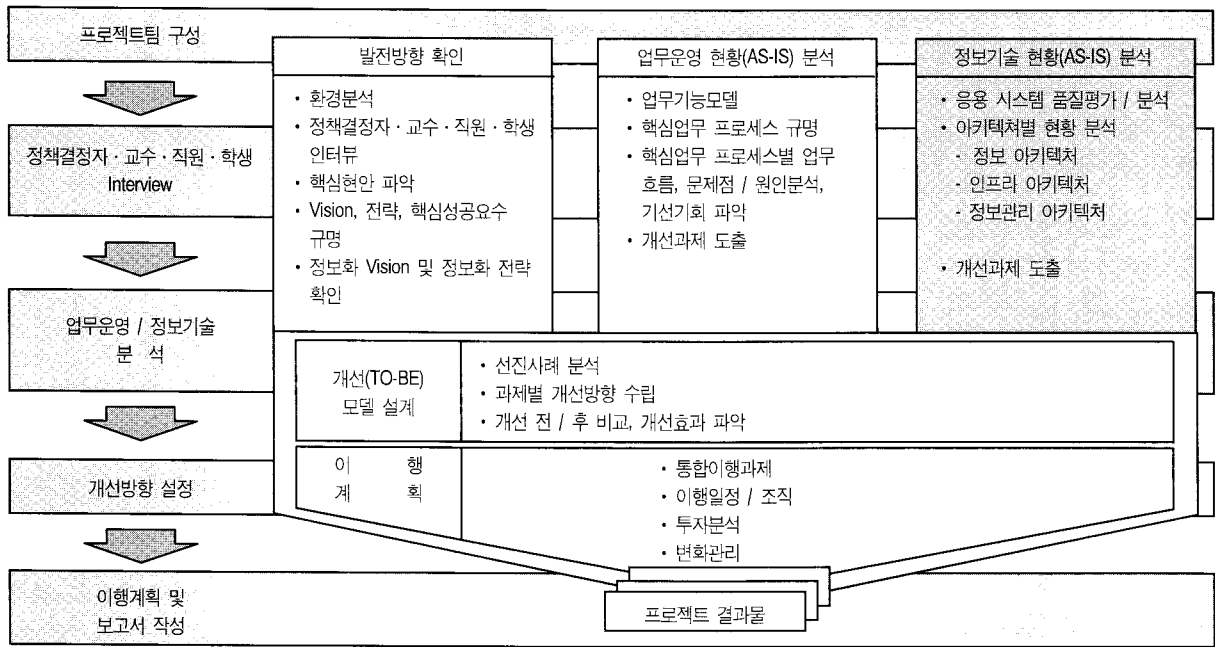 프로젝트팀 구성
정책결정자 · 교수 · 직원 · 학생
Interview
업무운영 / 정보기술
분 석
개선방향 설정
이행계획 및
보고서 작성
발전방향 확인
• 환경분석
• 정책결정자 · 교수 · 직원 · 학생
인터뷰
• 핵심현안 파악
• Vision, 전략, 핵심성공요수
규명
• 정보화 Vision 및 정보화 전략
확인
업무운영 현황(AS-IS) 분석
• 업무기능모델
• 핵심업무 프로세스 규명
• 핵심업무 프로세스별 업무
흐름, 문제점 / 원인분석,
기선기회 파악
• 개선과제 도출
정보기술 현황(AS-IS) 분석
• 응용 시스템 품질평가 / 분석
• 아키텍처별 현황 분석
- 정보 아키텍처
- 인프라 아키텍처
- 정보관리 아키텍처
• 개선과제 도출
개선(TO-BE)
모델 설계
• 선진사례 분석
• 과제별 개선방향 수립
• 개선 전 / 후 비교, 개선효과 파악
이 행
계 획
• 통합이행과제
• 이행일정 / 조직
• 투자분석
• 변화관리
프로젝트 결과물